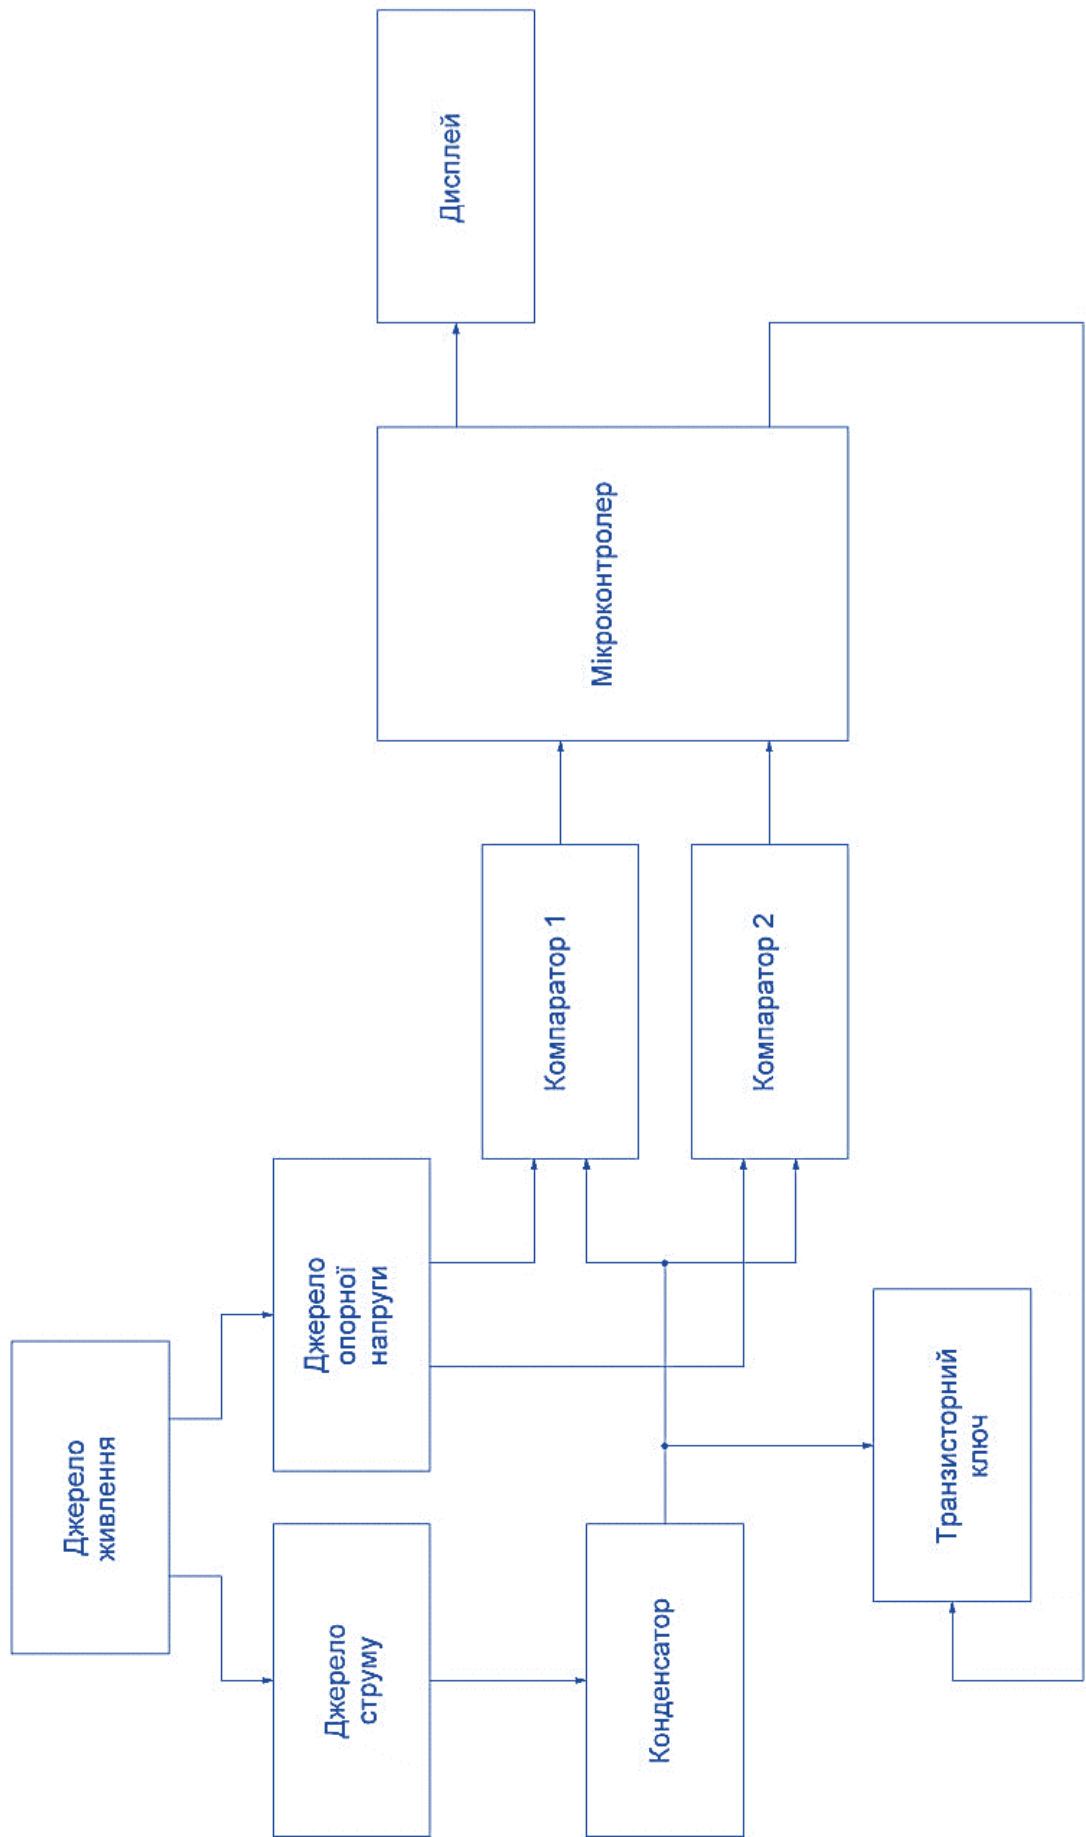 Джерело
живлення
Джерело
струму
Джерело
опорної
напруги
Конденсатор
Транзисторний
ключ
Компаратор 1
Компаратор 2
Мікроконтролер
Дисплей